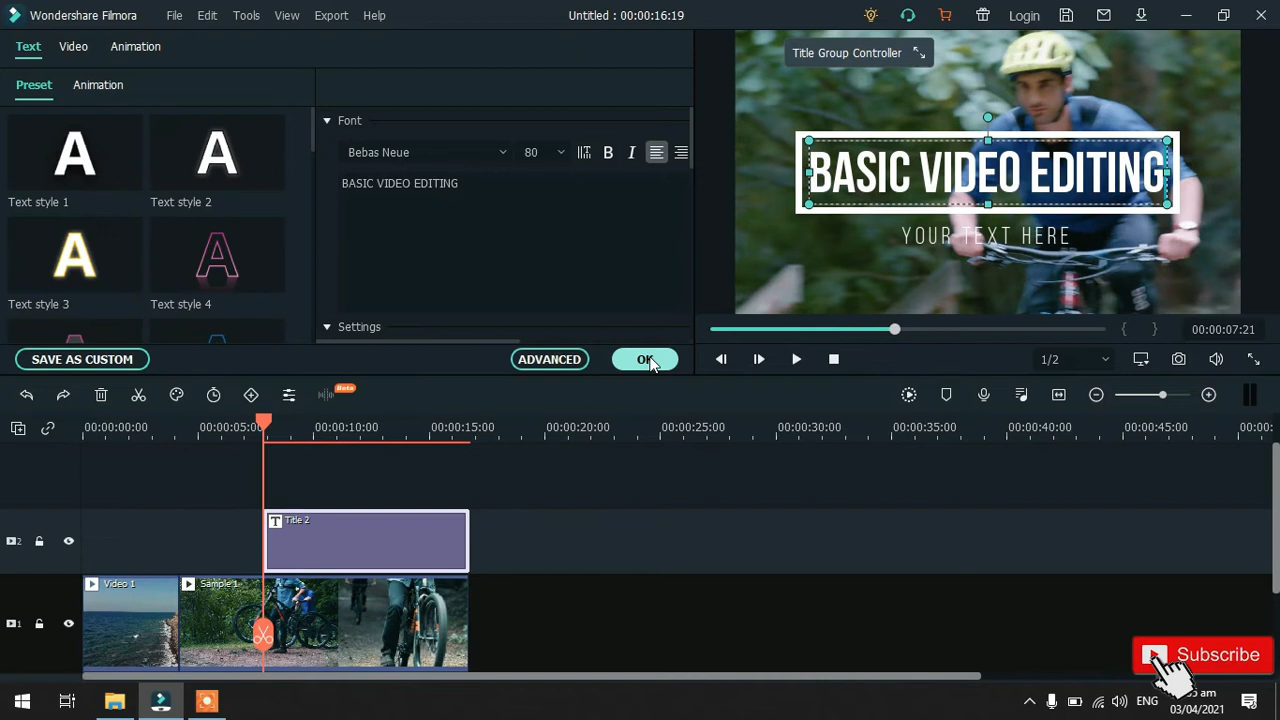 Wondershare Filmora File Edit Tools View Export Help Untitled : 00:00:16:19 Login
Text Video Animation
Title Group Controller
Preset Animation
Font
Bebas Neue 80 B I
BASIC VIDEO EDITING
A A
Text style 1 Text style 2
A A
Text style 3 Text style 4
Settings
BASIC VIDEO EDITING
YOUR TEXT HERE
{ } 00:00:07:21
SAVE AS CUSTOM ADVANCED OK
1/2
Beta
00:00:00:00 00:00:05:00 00:00:10:00 00:00:15:00 00:00:20:00 00:00:25:00 00:00:30:00 00:00:35:00 00:00:40:00 00:00:45:00
T Title 2
2
Video 1 Sample 1
1
Subscribe
ENG
03/04/2021